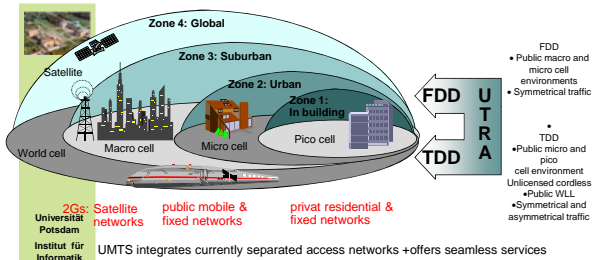 Zone 4: Global
Satellite
Zone 3: Suburban
Zone 2: Urban
Zone 1:
In building
World cell
Macro cell
Micro cell
Pico cell
FDD
TDD
U
T
R
A
FDD
• Public macro and
micro cell
environments
• Symmetrical traffic
•
TDD
•Public micro and
pico
cell environment
Unlicensed cordless
•Public WLL
•Symmetrical and
asymmetrical traffic
2Gs: Satellite
networks
public mobile &
fixed networks
privat residential &
fixed networks
Universität
Potsdam
Institut für
Informatik
UMTS integrates currently separated access networks +offers seamless services